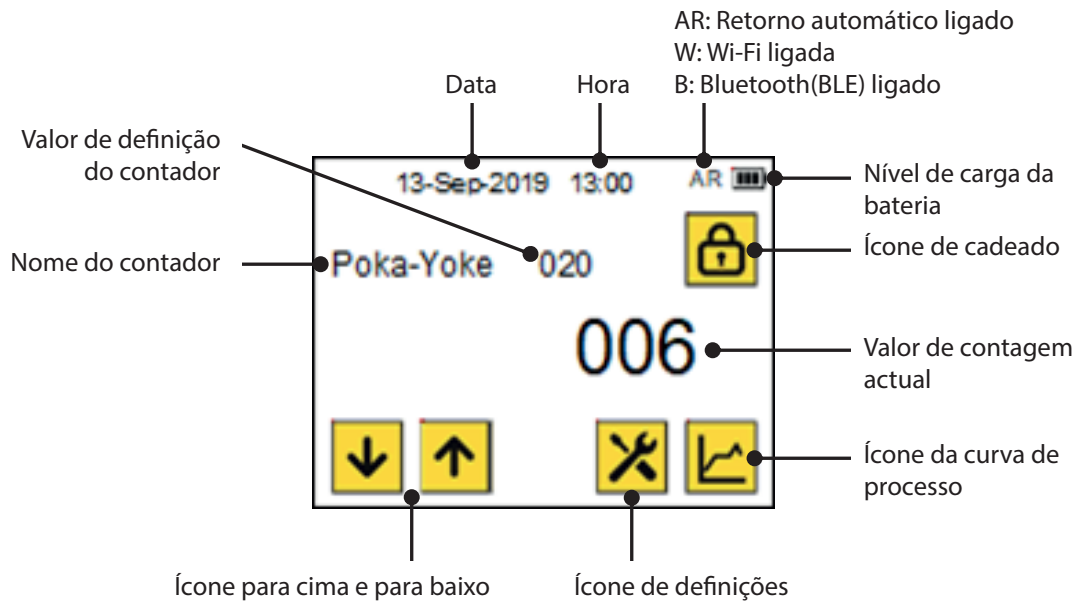 AR: Retorno automático ligado
W: Wi-Fi ligada
B: Bluetooth(BLE) ligado
Data
Hora
Valor de definição
do contador
13-Sep-2019 13:00 AR
Nível de carga da
bateria
Ícone de cadeado
Nome do contador
Poka-Yoke 020
006
Valor de contagem
actual
Ícone da curva de
processo
Ícone para cima e para baixo
Ícone de definições